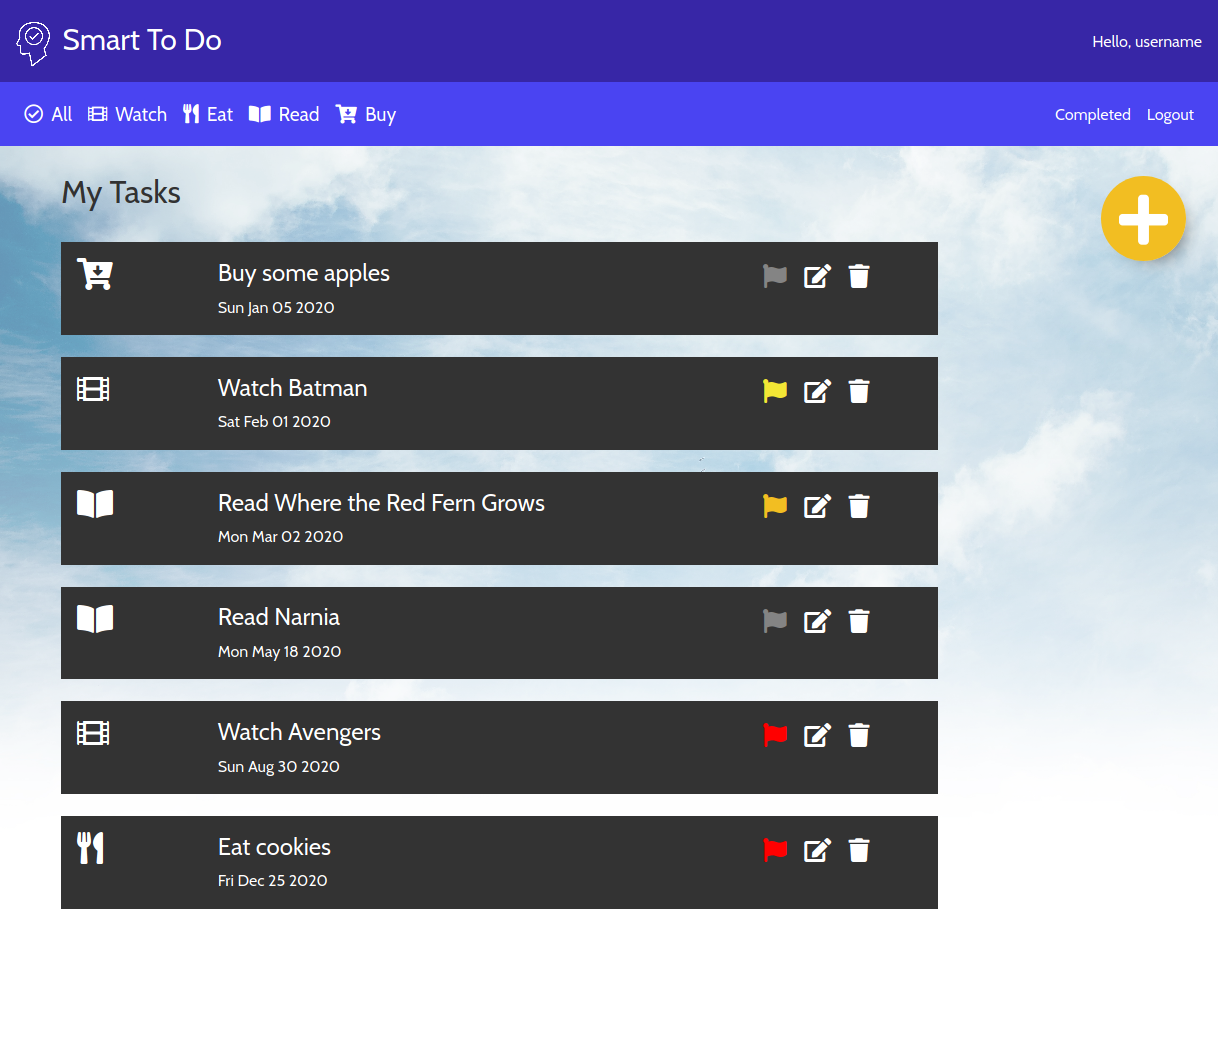 Smart To Do
Hello, username
All Watch Eat Read Buy
Completed Logout
My Tasks
Buy some apples
Sun Jan 05 2020
Watch Batman
Sat Feb 01 2020
Read Where the Red Fern Grows
Mon Mar 02 2020
Read Narnia
Mon May 18 2020
Watch Avengers
Sun Aug 30 2020
Eat cookies
Fri Dec 25 2020